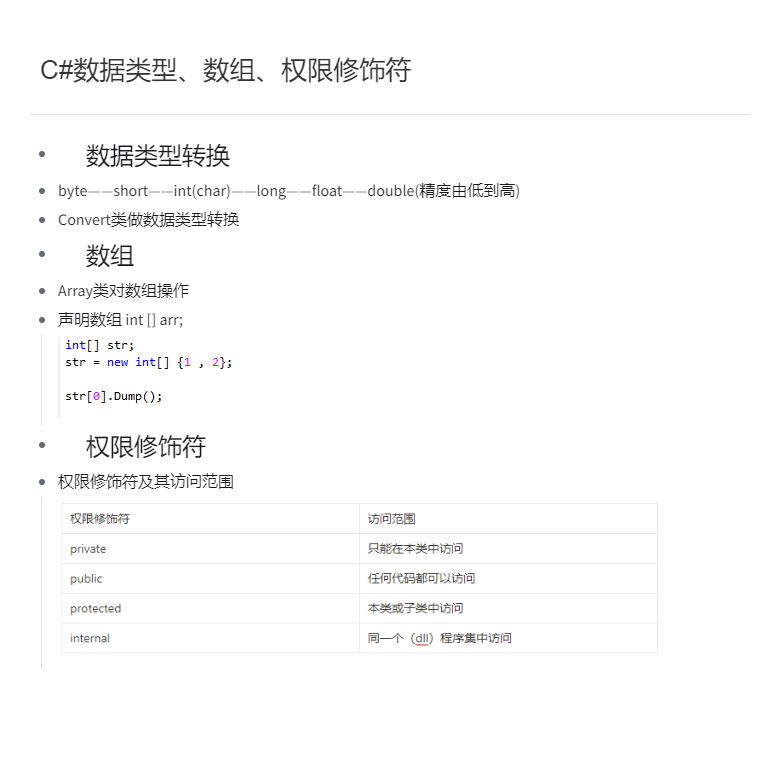 C#数据类型、数组、权限修饰符
数据类型转换
byte——short——int(char)——long——float——double(精度由低到高)
Convert类做数据类型转换
数组
Array类对数组操作
声明数组 int [] arr;
int[] str;
str = new int[] {1 , 2};
str[0].Dump();
权限修饰符
权限修饰符及其访问范围
权限修饰符 访问范围
private 只能在本类中访问
public 任何代码都可以访问
protected 本类或子类中访问
internal 同一个（dll）程序集中访问